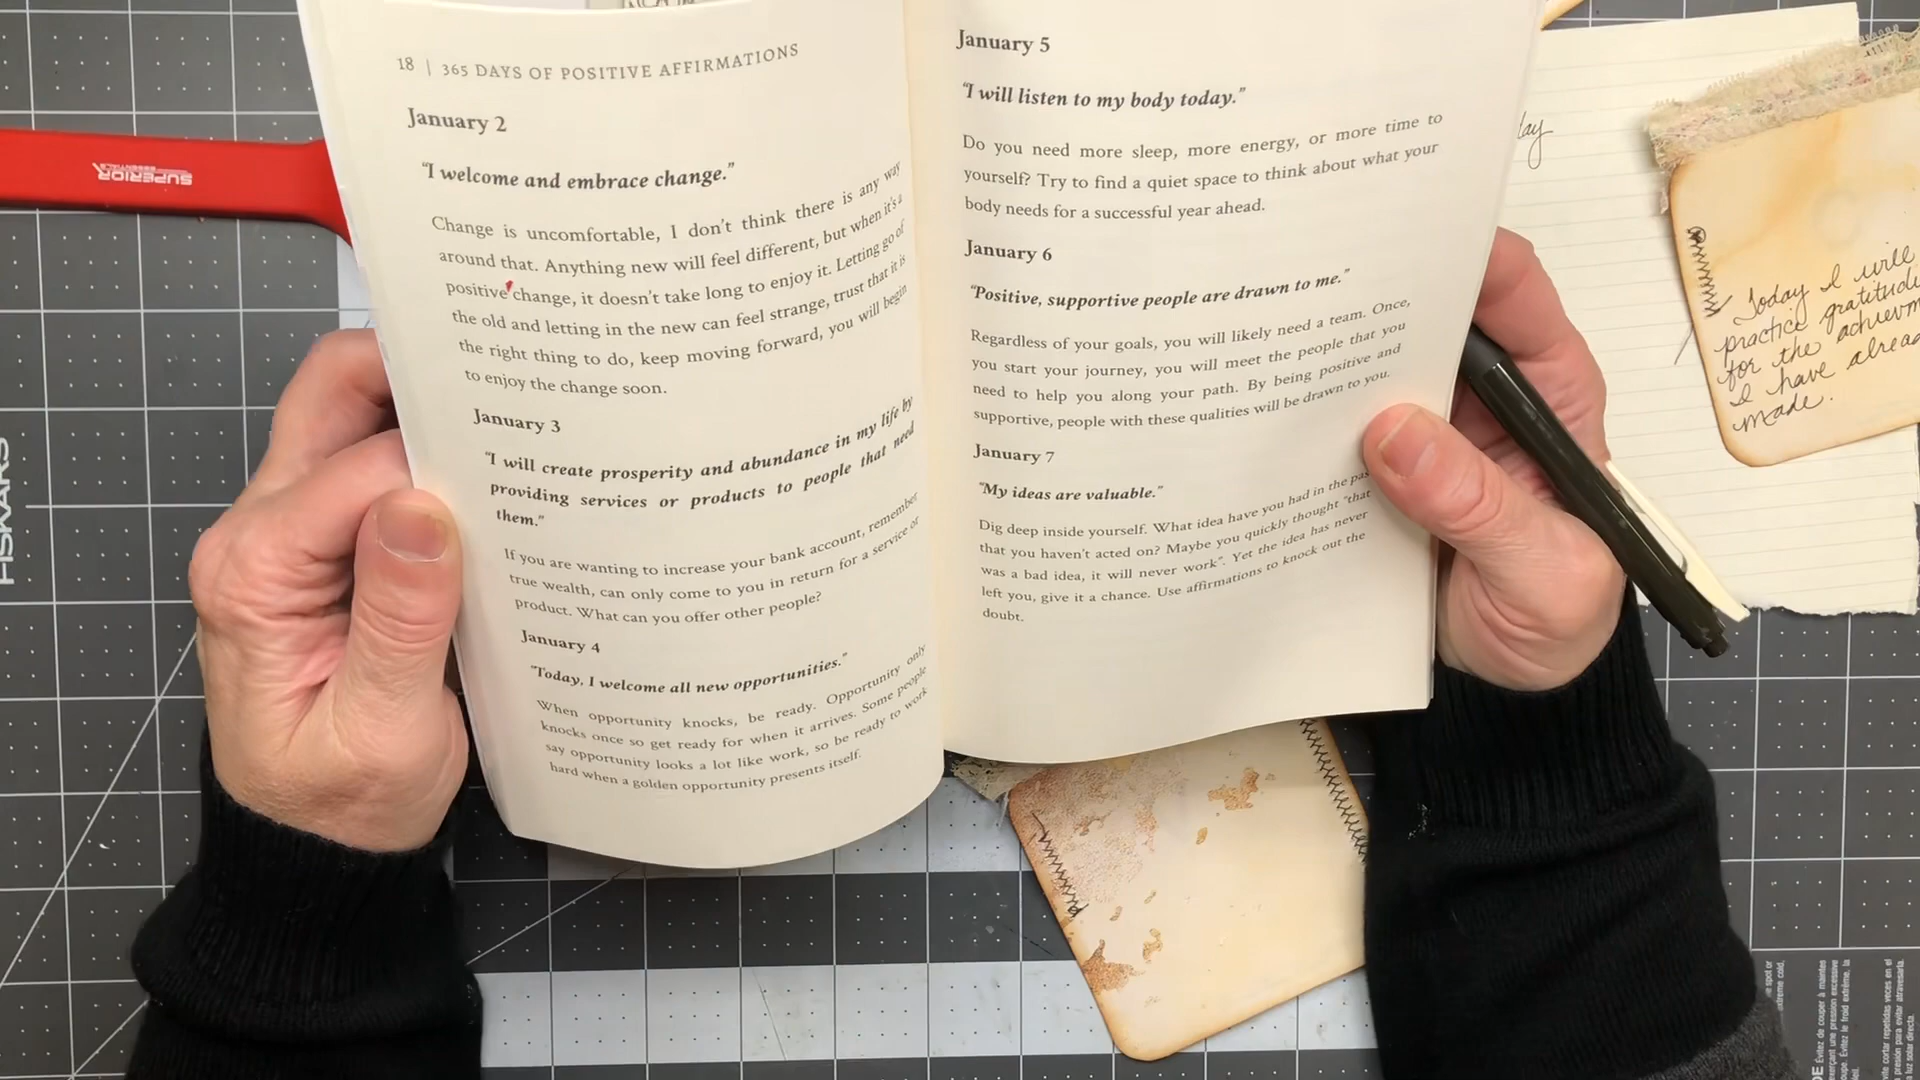 18 | 365 DAYS OF POSITIVE AFFIRMATIONS
January 2
“I welcome and embrace change.”
Change is uncomfortable, I don't think there is any way
around that. Anything new will feel different, but when it's a
positive change, it doesn't take long to enjoy it. Letting go of
the old and letting in the new can feel strange, trust that it is
the right thing to do, keep moving forward, you will begin
to enjoy the change soon.
January 3
“I will create prosperity and abundance in my life by
providing services or products to people that need
them.”
If you are wanting to increase your bank account, remember
true wealth, can only come to you in return for a service or
product. What can you offer other people?
January 4
“Today, I welcome all new opportunities.”
When opportunity knocks, be ready. Opportunity only
knocks once so get ready for when it arrives. Some people
say opportunity looks a lot like work, so be ready to work
hard when a golden opportunity presents itself.
January 5
“I will listen to my body today.”
Do you need more sleep, more energy, or more time to
yourself? Try to find a quiet space to think about what your
body needs for a successful year ahead.
January 6
“Positive, supportive people are drawn to me.”
Regardless of your goals, you will likely need a team. Once,
you start your journey, you will meet the people that you
need to help you along your path. By being positive and
supportive, people with these qualities will be drawn to you.
January 7
“My ideas are valuable.”
Dig deep inside yourself. What idea have you had in the pas
that you haven't acted on? Maybe you quickly thought “that
was a bad idea, it will never work”. Yet the idea has never
left you, give it a chance. Use affirmations to knock out the
doubt.
SUPERIOR
ESSENTIALS
FISKARS
Today I will
practice gratitude
for the
I have alrea
made.